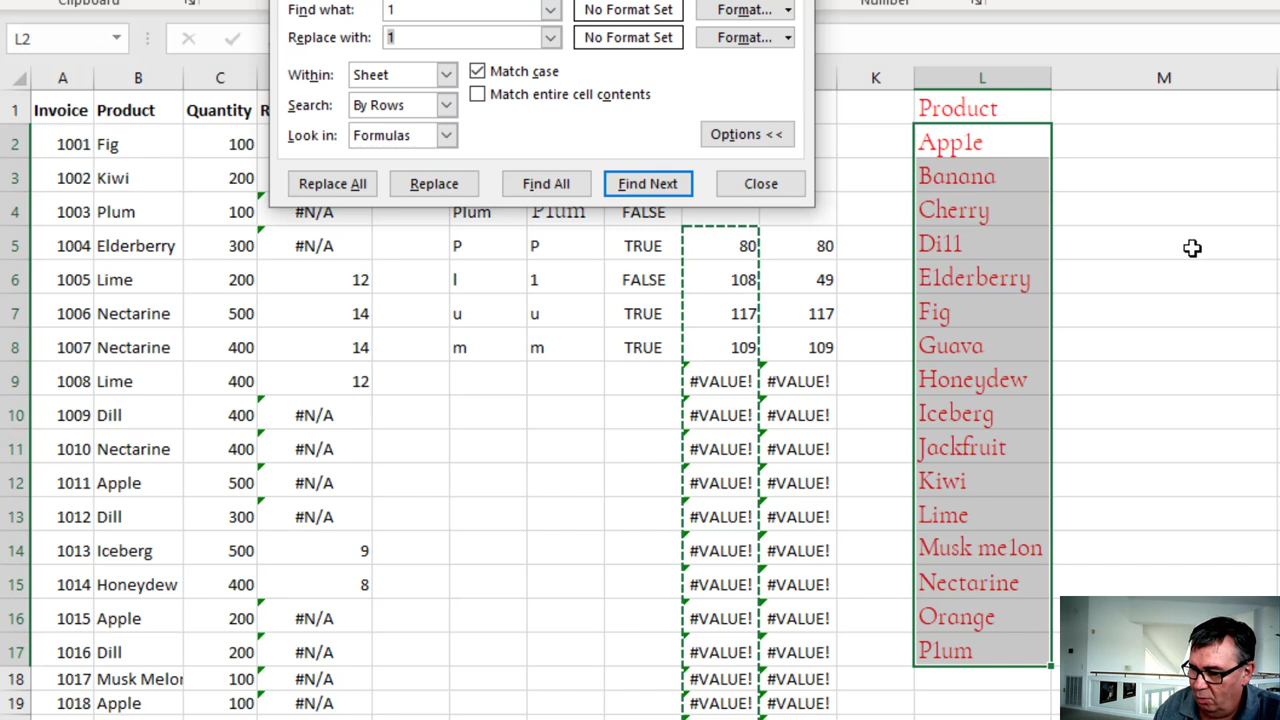 Clipboard
Number
Find what: 1 No Format Set Format...
Replace with: 1 No Format Set Format...
Within: Sheet Match case
Search: By Rows Match entire cell contents
Look in: Formulas Options <<
Replace All Replace Find All Find Next Close
L2
A B C K L M
1 Invoice Product Quantity R Product
2 1001 Fig 100 App1e
3 1002 Kiwi 200 Banana
4 1003 Plum 100 #N/A Plum P1um FALSE Cherry
5 1004 Elderberry 300 #N/A P P TRUE 80 80 Di11
6 1005 Lime 200 12 l 1 FALSE 108 49 E1derberry
7 1006 Nectarine 500 14 u u TRUE 117 117 Fig
8 1007 Nectarine 400 14 m m TRUE 109 109 Guava
9 1008 Lime 400 12 #VALUE! #VALUE! Honeydew
10 1009 Dill 400 #N/A #VALUE! #VALUE! Iceberg
11 1010 Nectarine 400 #N/A #VALUE! #VALUE! Jackfruit
12 1011 Apple 500 #N/A #VALUE! #VALUE! Kiwi
13 1012 Dill 300 #N/A #VALUE! #VALUE! Lime
14 1013 Iceberg 500 9 #VALUE! #VALUE! Musk me1on
15 1014 Honeydew 400 8 #VALUE! #VALUE! Nectarine
16 1015 Apple 200 #N/A #VALUE! #VALUE! Orange
17 1016 Dill 200 #N/A #VALUE! #VALUE! P1um
18 1017 Musk Melon 100 #N/A #VALUE! #VALUE!
19 1018 Apple 100 #N/A #VALUE! #VALUE!